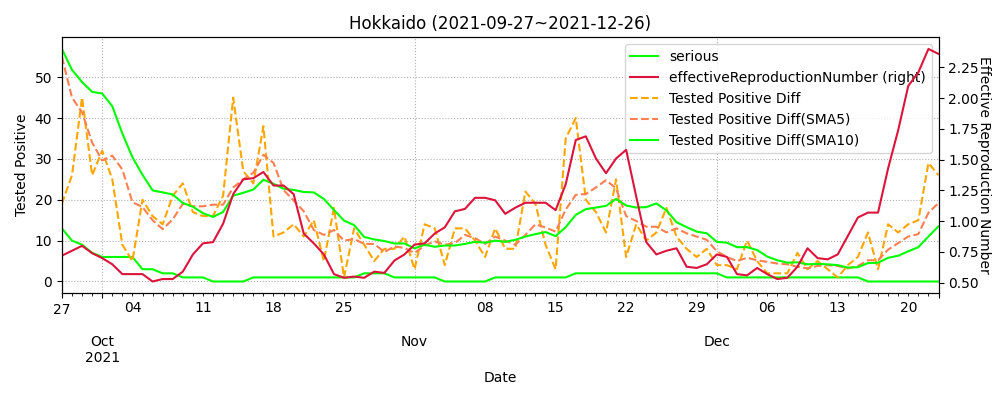 Hokkaido (2021-09-27~2021-12-26)
serious
effectiveReproductionNumber (right)
Tested Positive Diff
Tested Positive Diff(SMA5)
Tested Positive Diff(SMA10)
Tested Positive
50
40
30
20
10
0
2.25
2.00
1.75
1.50
1.25
1.00
0.75
0.50
Effective Reproduction Number
27 04 11 18 25 08 15 22 29 06 13 20
Oct Nov Dec
2021
Date